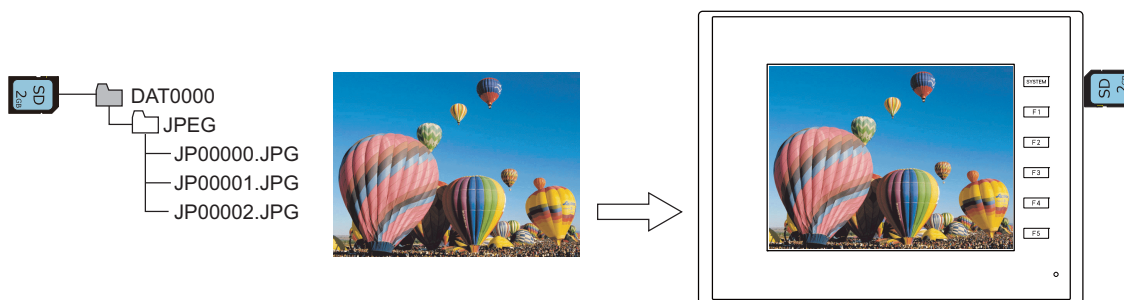 SD
2GB
DAT0000
JPEG
JP00000.JPG
JP00001.JPG
JP00002.JPG
SYSTEM
F1
F2
F3
F4
F5
SD